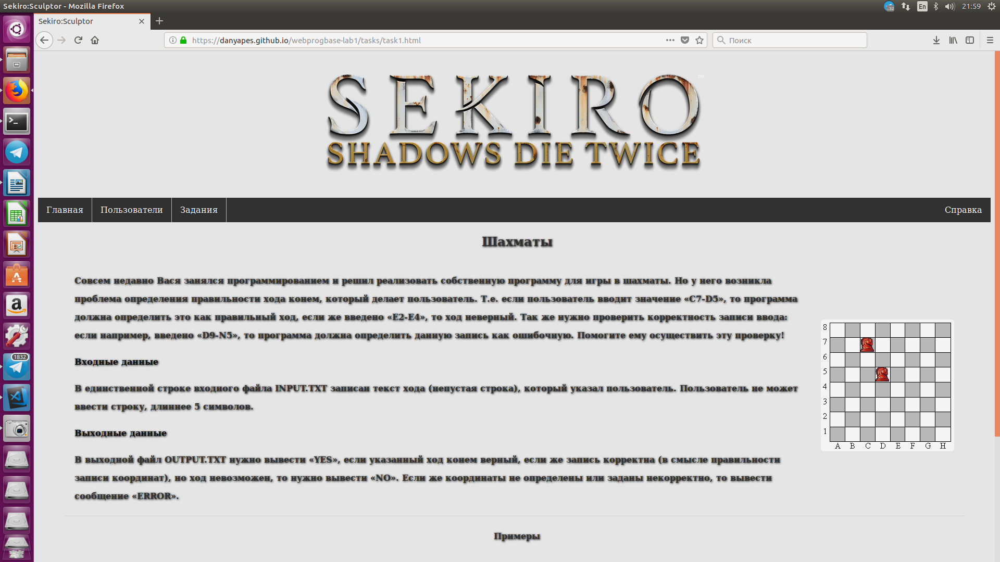 Sekiro:Sculptor - Mozilla Firefox
32
En
21:59
Sekiro:Sculptor
https://danyapes.github.io/webprogbase-lab1/tasks/task1.html
Поиск
SEKIRO
TM
SHADOWS DIE TWICE
Главная
Пользователи
Задания
Справка
Шахматы
Совсем недавно Вася занялся программированием и решил реализовать собственную программу для игры в шахматы. Но у него возникла
проблема определения правильности хода конем, который делает пользователь. Т.е. если пользователь вводит значение «C7-D5», то программа
должна определить это как правильный ход, если же введено «E2-E4», то ход неверный. Так же нужно проверить корректность записи ввода:
если например, введено «D9-N5», то программа должна определить данную запись как ошибочную. Помогите ему осуществить эту проверку!
Входные данные
В единственной строке входного файла INPUT.TXT записан текст хода (непустая строка), который указал пользователь. Пользователь не может
ввести строку, длиннее 5 символов.
Выходные данные
В выходной файл OUTPUT.TXT нужно вывести «YES», если указанный ход конем верный, если же запись корректна (в смысле правильности
записи координат), но ход невозможен, то нужно вывести «NO». Если же координаты не определены или заданы некорректно, то вывести
сообщение «ERROR».
8
7
6
5
4
3
2
1
A B C D E F G H
Примеры
1832